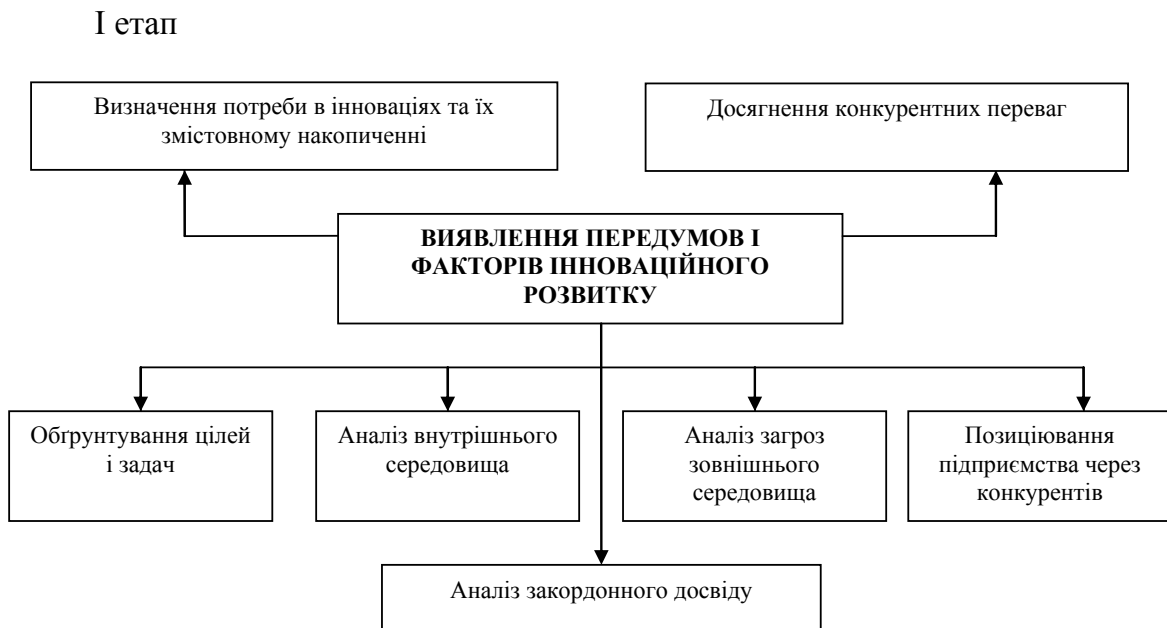 І етап
Визначення потреби в інноваціях та їх
змістовному накопиченні
Досягнення конкурентних переваг
ВИЯВЛЕННЯ ПЕРЕДУМОВ І
ФАКТОРІВ ІННОВАЦІЙНОГО
РОЗВИТКУ
Обґрунтування цілей
і задач
Аналіз внутрішнього
середовища
Аналіз загроз
зовнішнього
середовища
Позиціювання
підприємства через
конкурентів
Аналіз закордонного досвіду